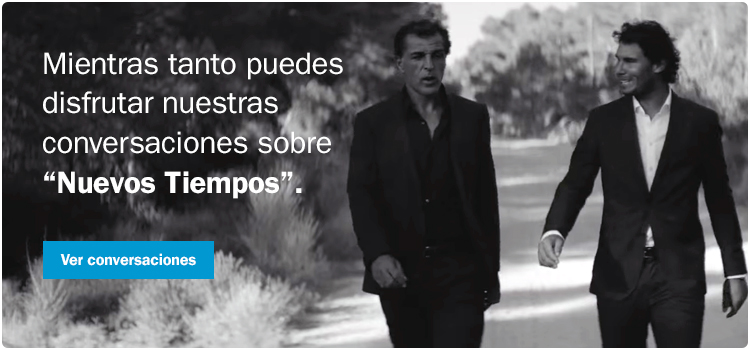 Mientras tanto puedes
disfrutar nuestras
conversaciones sobre
“Nuevos Tiempos”.
Ver conversaciones